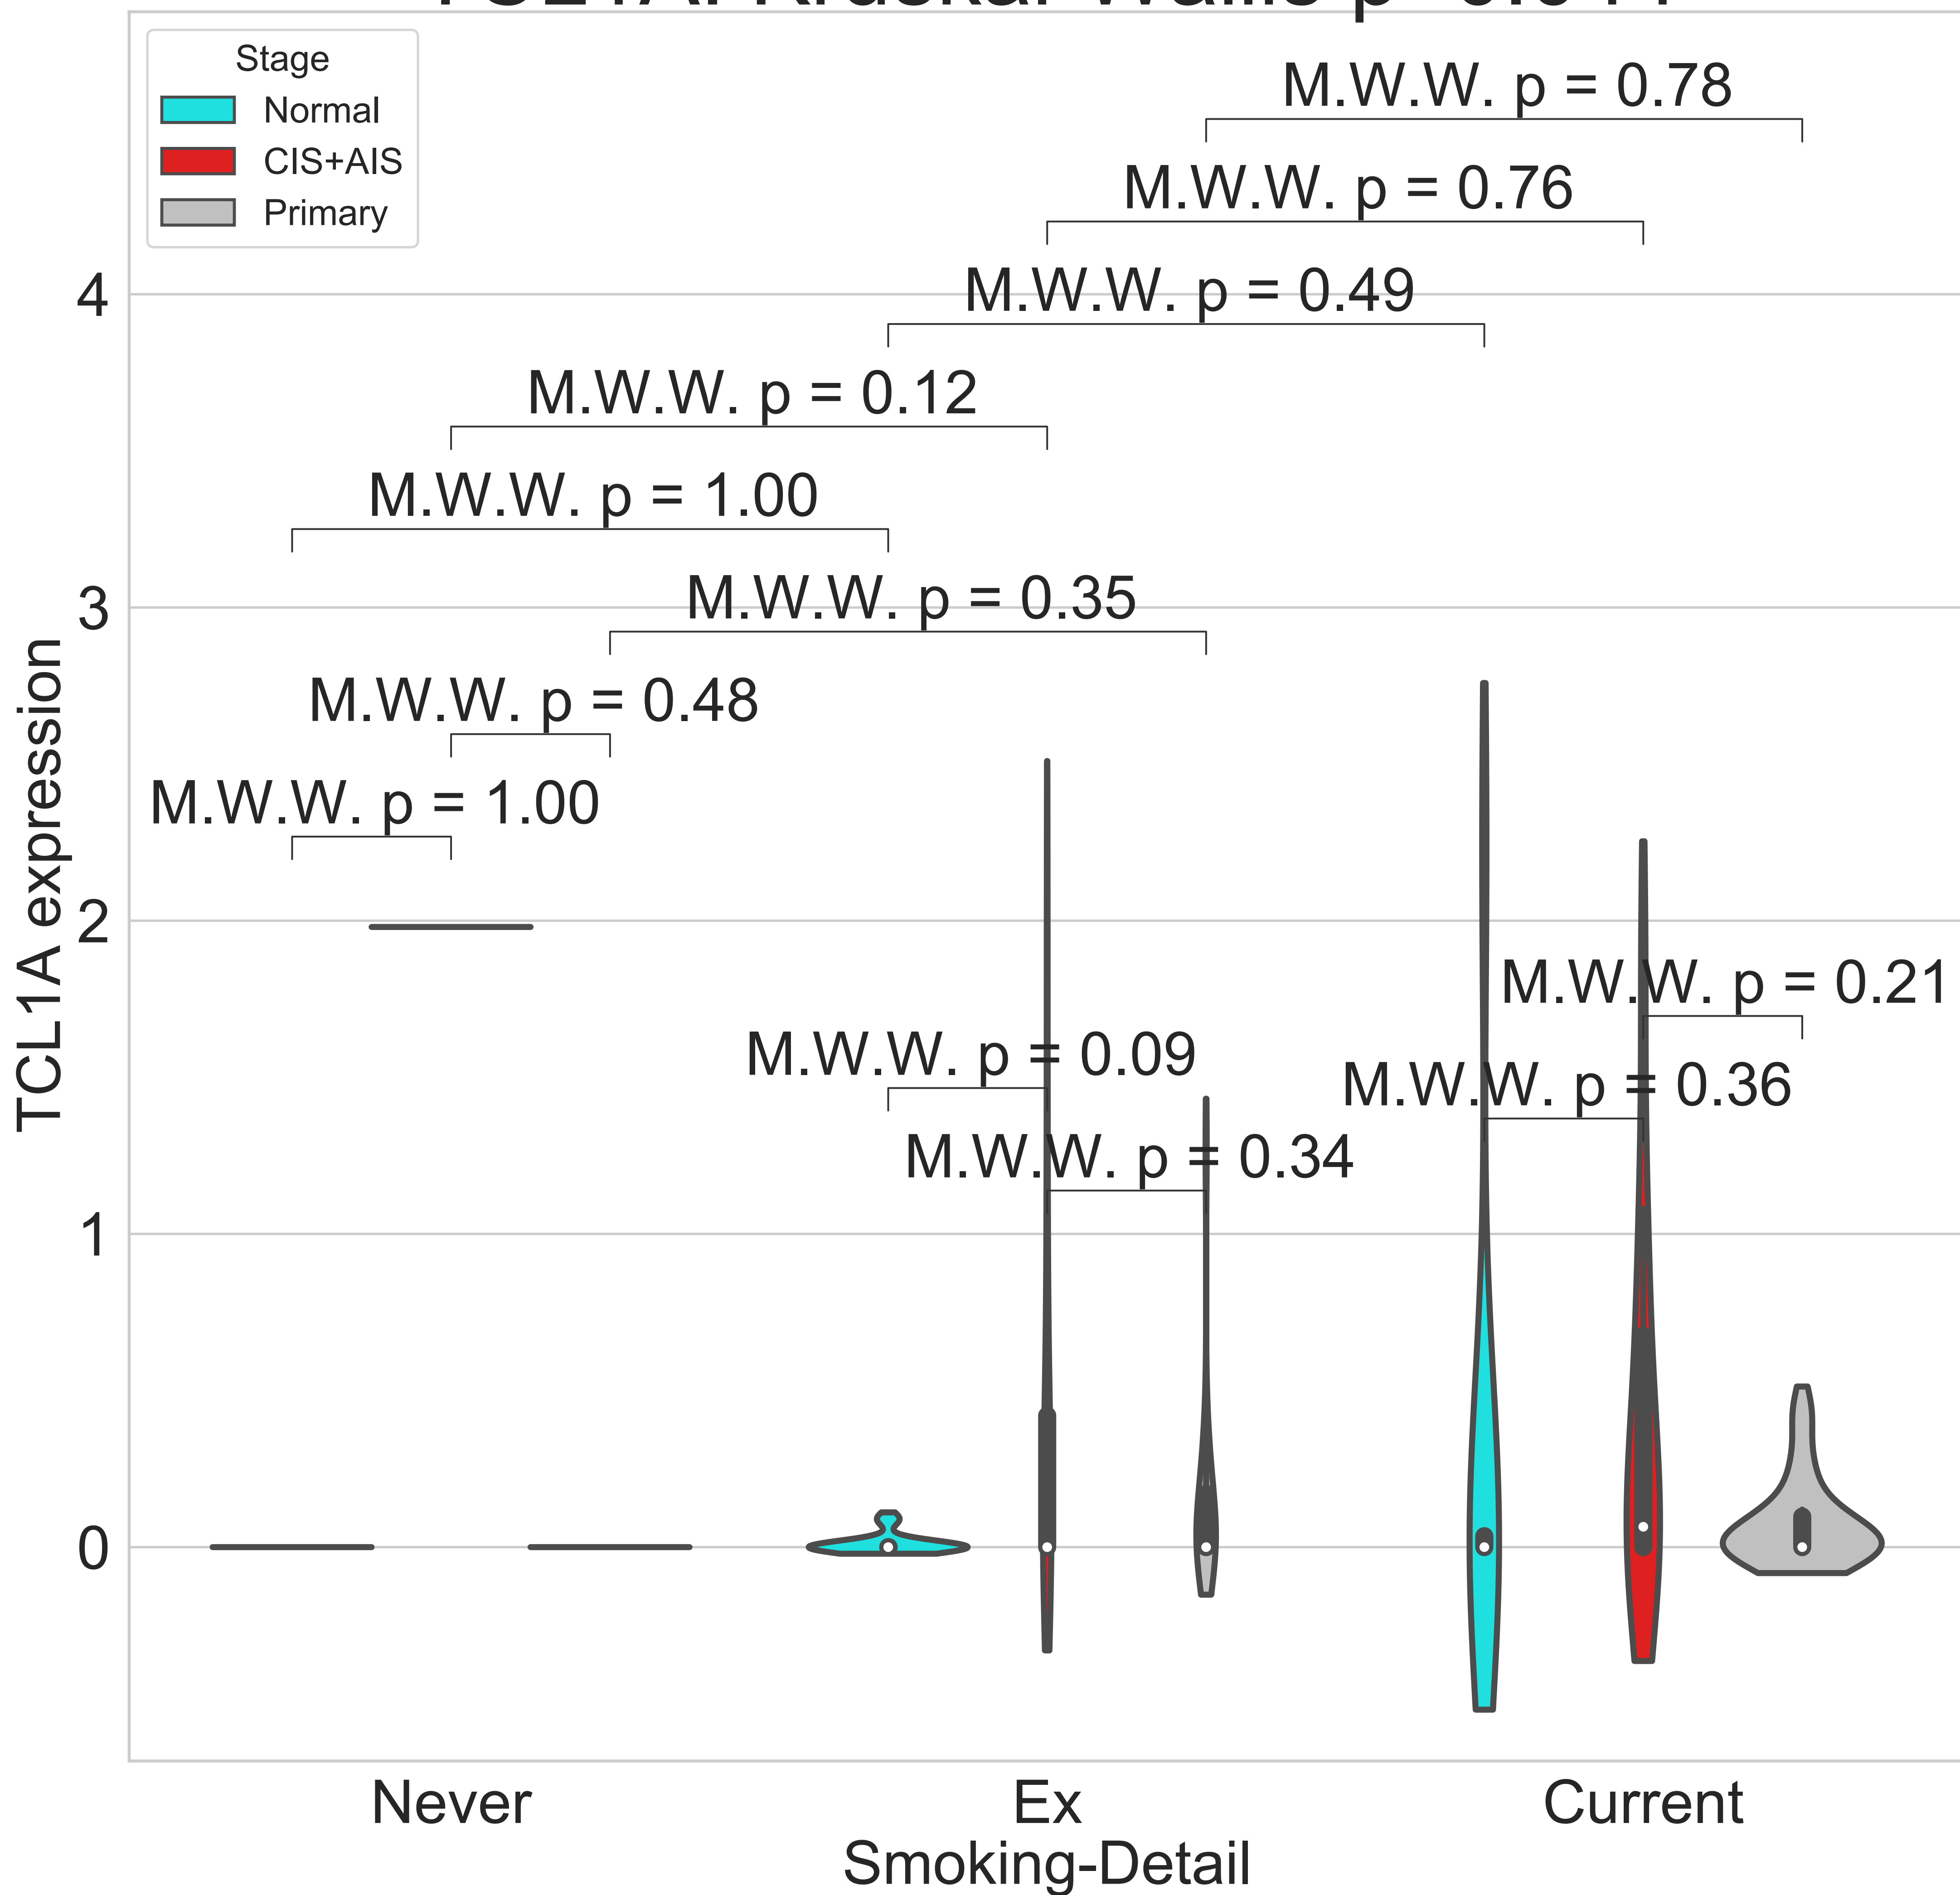 Stage
Normal
CIS+AIS
Primary
M.W.W. p = 0.78
M.W.W. p = 0.76
M.W.W. p = 0.49
M.W.W. p = 0.12
M.W.W. p = 1.00
M.W.W. p = 0.35
M.W.W. p = 0.48
M.W.W. p = 1.00
M.W.W. p = 0.21
M.W.W. p = 0.09
M.W.W. p = 0.36
M.W.W. p = 0.34
4
3
2
1
0
TCL1A expression
Never
Ex
Current
Smoking-Detail